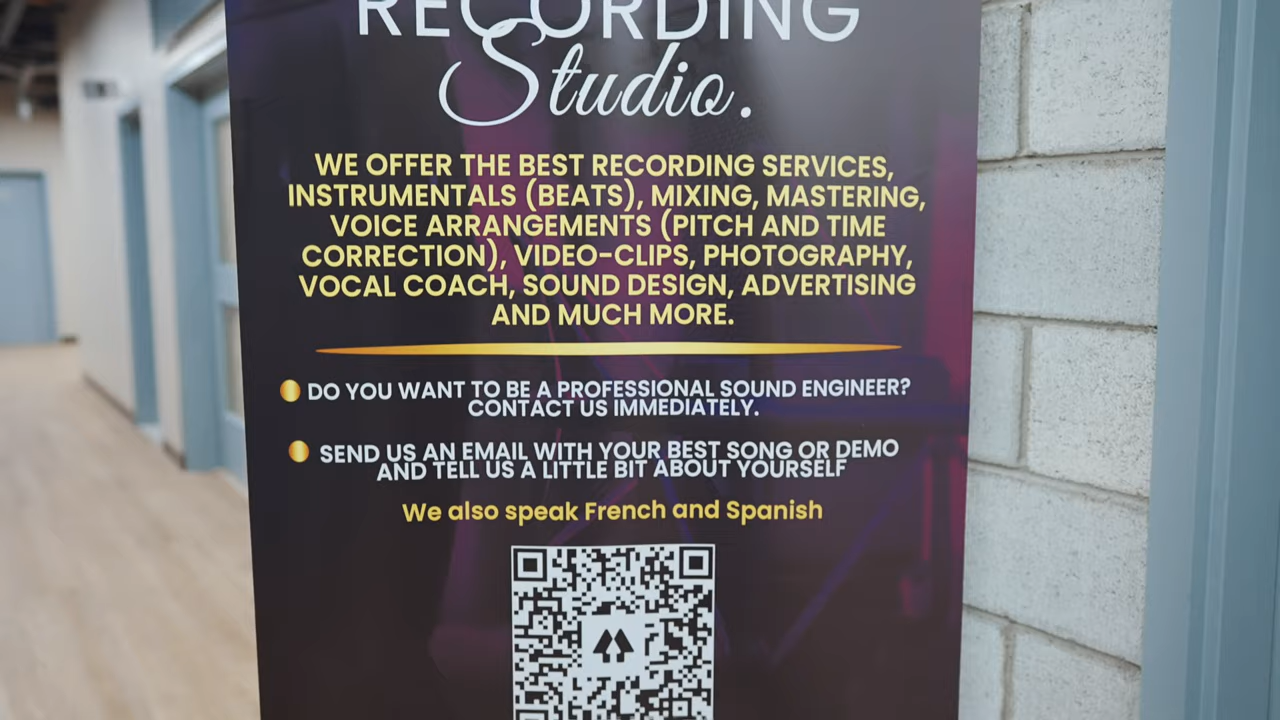 RECORDING
Studio.
WE OFFER THE BEST RECORDING SERVICES,
INSTRUMENTALS (BEATS), MIXING, MASTERING,
VOICE ARRANGEMENTS (PITCH AND TIME
CORRECTION), VIDEO-CLIPS, PHOTOGRAPHY,
VOCAL COACH, SOUND DESIGN, ADVERTISING
AND MUCH MORE.
DO YOU WANT TO BE A PROFESSIONAL SOUND ENGINEER?
CONTACT US IMMEDIATELY.
SEND US AN EMAIL WITH YOUR BEST SONG OR DEMO
AND TELL US A LITTLE BIT ABOUT YOURSELF
We also speak French and Spanish